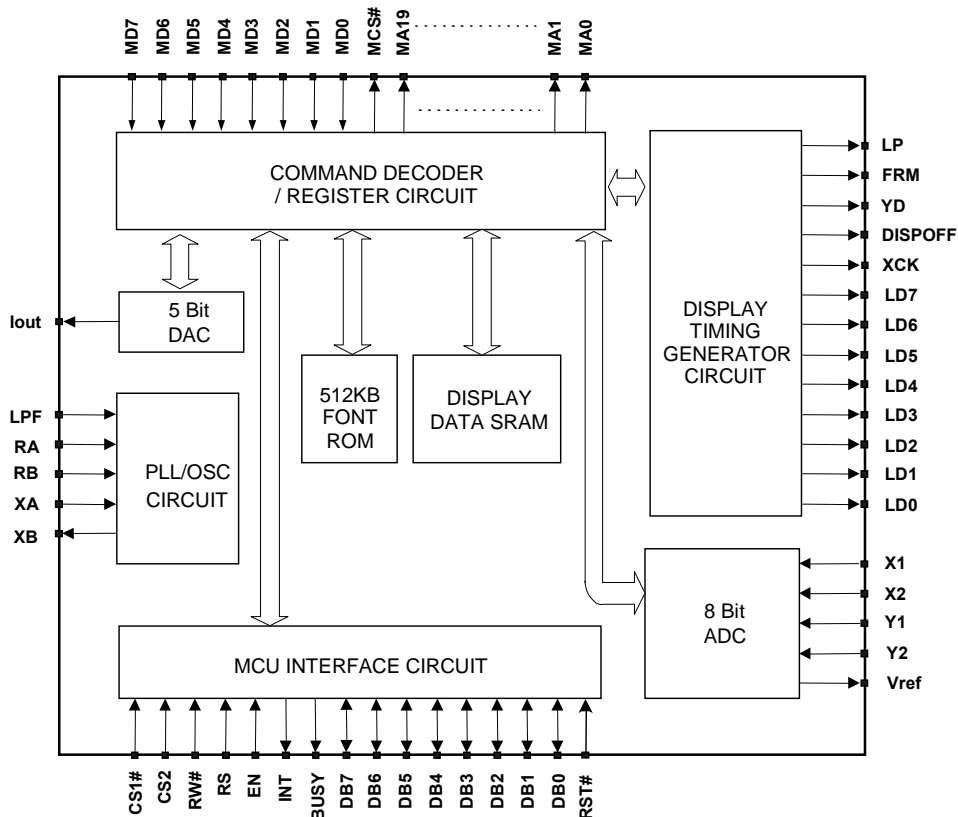 MD7
MD6
MD5
MD4
MD3
MD2
MD1
MD0
MCS#
MA19
MA1
MA0
COMMAND DECODER
/ REGISTER CIRCUIT
5 Bit
DAC
Iout
LPF
RA
RB
XA
XB
PLL/OSC
CIRCUIT
512KB
FONT
ROM
DISPLAY
DATA SRAM
DISPLAY
TIMING
GENERATOR
CIRCUIT
LP
FRM
YD
DISPOFF
XCK
LD7
LD6
LD5
LD4
LD3
LD2
LD1
LD0
8 Bit
ADC
X1
X2
Y1
Y2
Vref
MCU INTERFACE CIRCUIT
CS1#
CS2
RW#
RS
EN
INT
BUSY
DB7
DB6
DB5
DB4
DB3
DB2
DB1
DB0
RST#